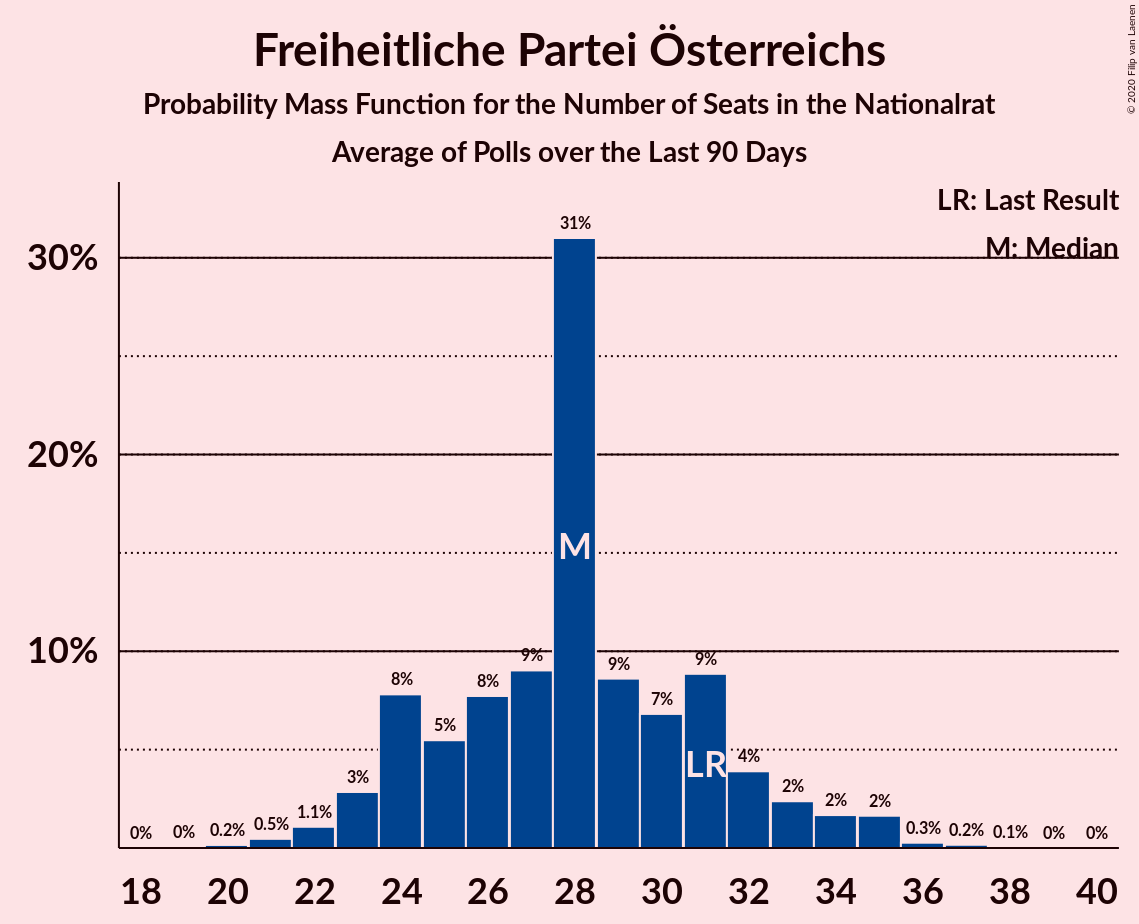 Freiheitliche Partei Österreichs
Probability Mass Function for the Number of Seats in the Nationalrat
Average of Polls over the Last 90 Days
© 2020 Filip van Laenen
LR: Last Result
M: Median
30%
20%
10%
0%
0%
0.2%
0.5%
1.1%
3%
8%
5%
8%
9%
31%
M
9%
7%
9%
LR
4%
2%
2%
2%
0.3%
0.2%
0.1%
0%
0%
18 20 22 24 26 28 30 32 34 36 38 40